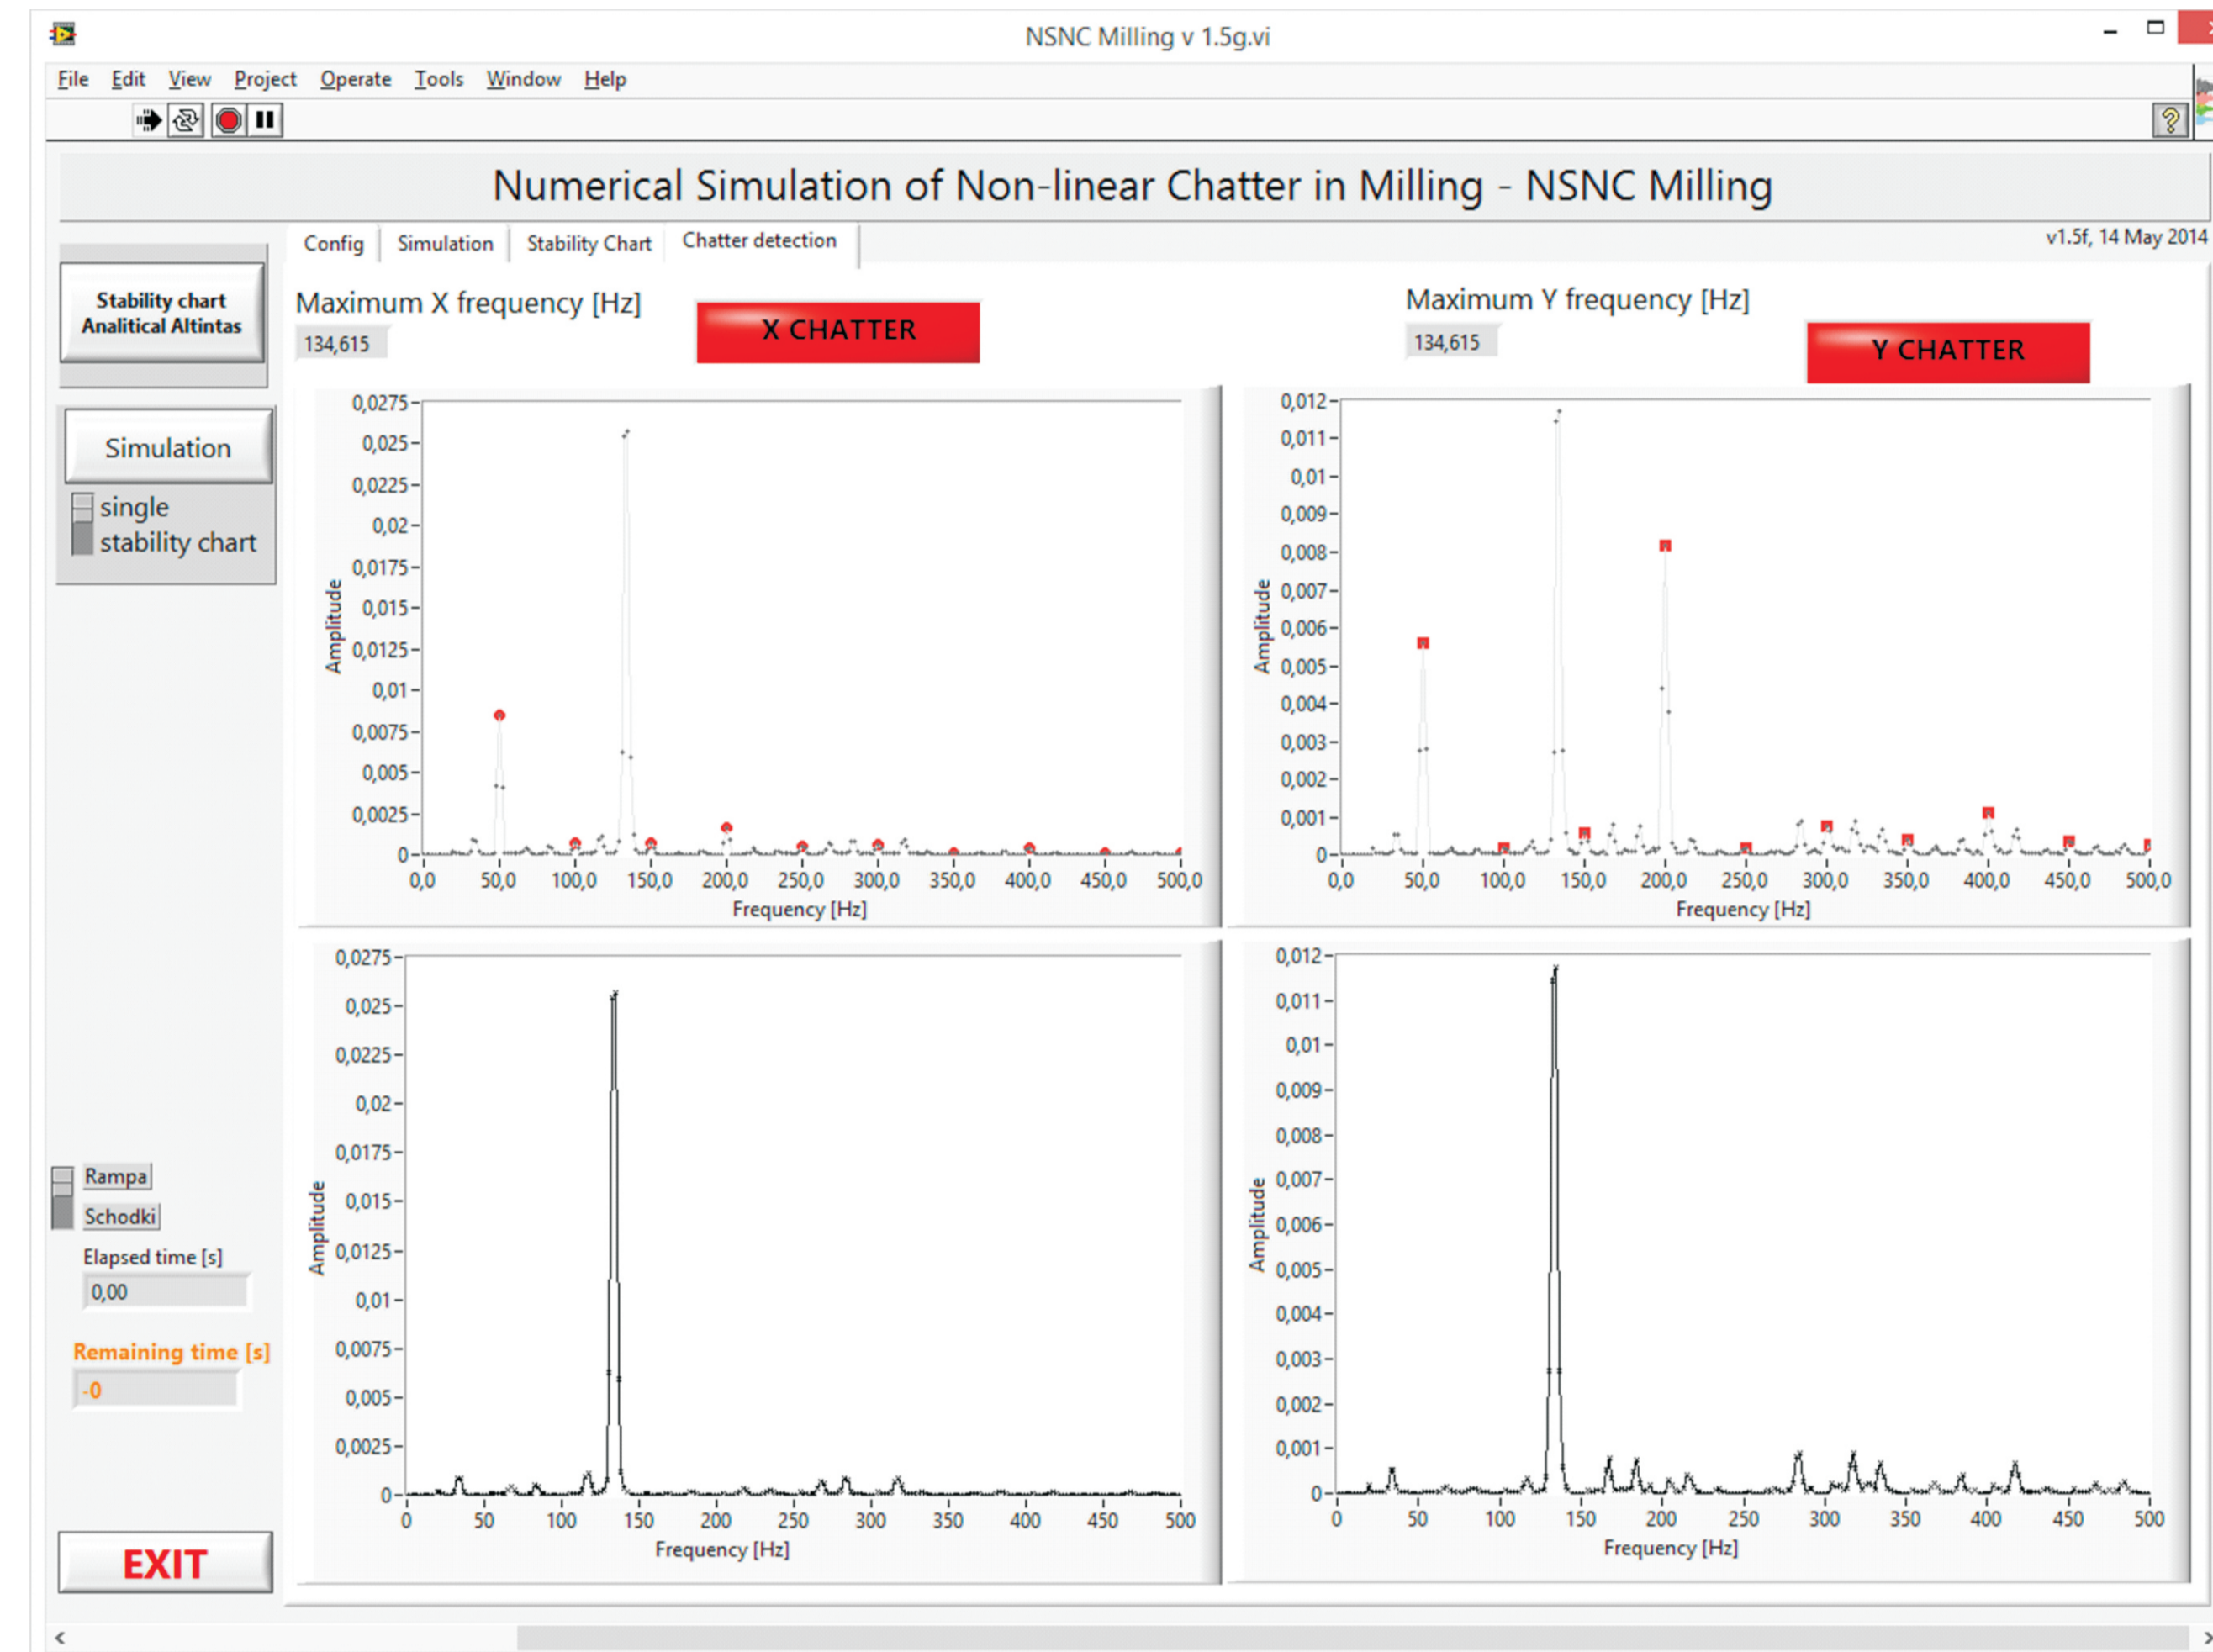 NSNC Milling v 1.5g.vi
File Edit View Project Operate Tools Window Help
?
Numerical Simulation of Non-linear Chatter in Milling - NSNC Milling
Config Simulation Stability Chart Chatter detection
v1.5f, 14 May 2014
Stability chart
Analitical Altintas
Simulation
single
stability chart
Maximum X frequency [Hz]
134,615
X CHATTER
Maximum Y frequency [Hz]
134,615
Y CHATTER
Amplitude
0,0275
0,025
0,0225
0,02
0,0175
0,015
0,0125
0,01
0,0075
0,005
0,0025
0
0,0 50,0 100,0 150,0 200,0 250,0 300,0 350,0 400,0 450,0 500,0
Frequency [Hz]
Amplitude
0,012
0,011
0,01
0,009
0,008
0,007
0,006
0,005
0,004
0,003
0,002
0,001
0
0,0 50,0 100,0 150,0 200,0 250,0 300,0 350,0 400,0 450,0 500,0
Frequency [Hz]
Amplitude
0,0275
0,025
0,0225
0,02
0,0175
0,015
0,0125
0,01
0,0075
0,005
0,0025
0
0 50 100 150 200 250 300 350 400 450 500
Frequency [Hz]
Amplitude
0,012
0,011
0,01
0,009
0,008
0,007
0,006
0,005
0,004
0,003
0,002
0,001
0
0 50 100 150 200 250 300 350 400 450 500
Frequency [Hz]
Rampa
Schodki
Elapsed time [s]
0,00
Remaining time [s]
-0
EXIT